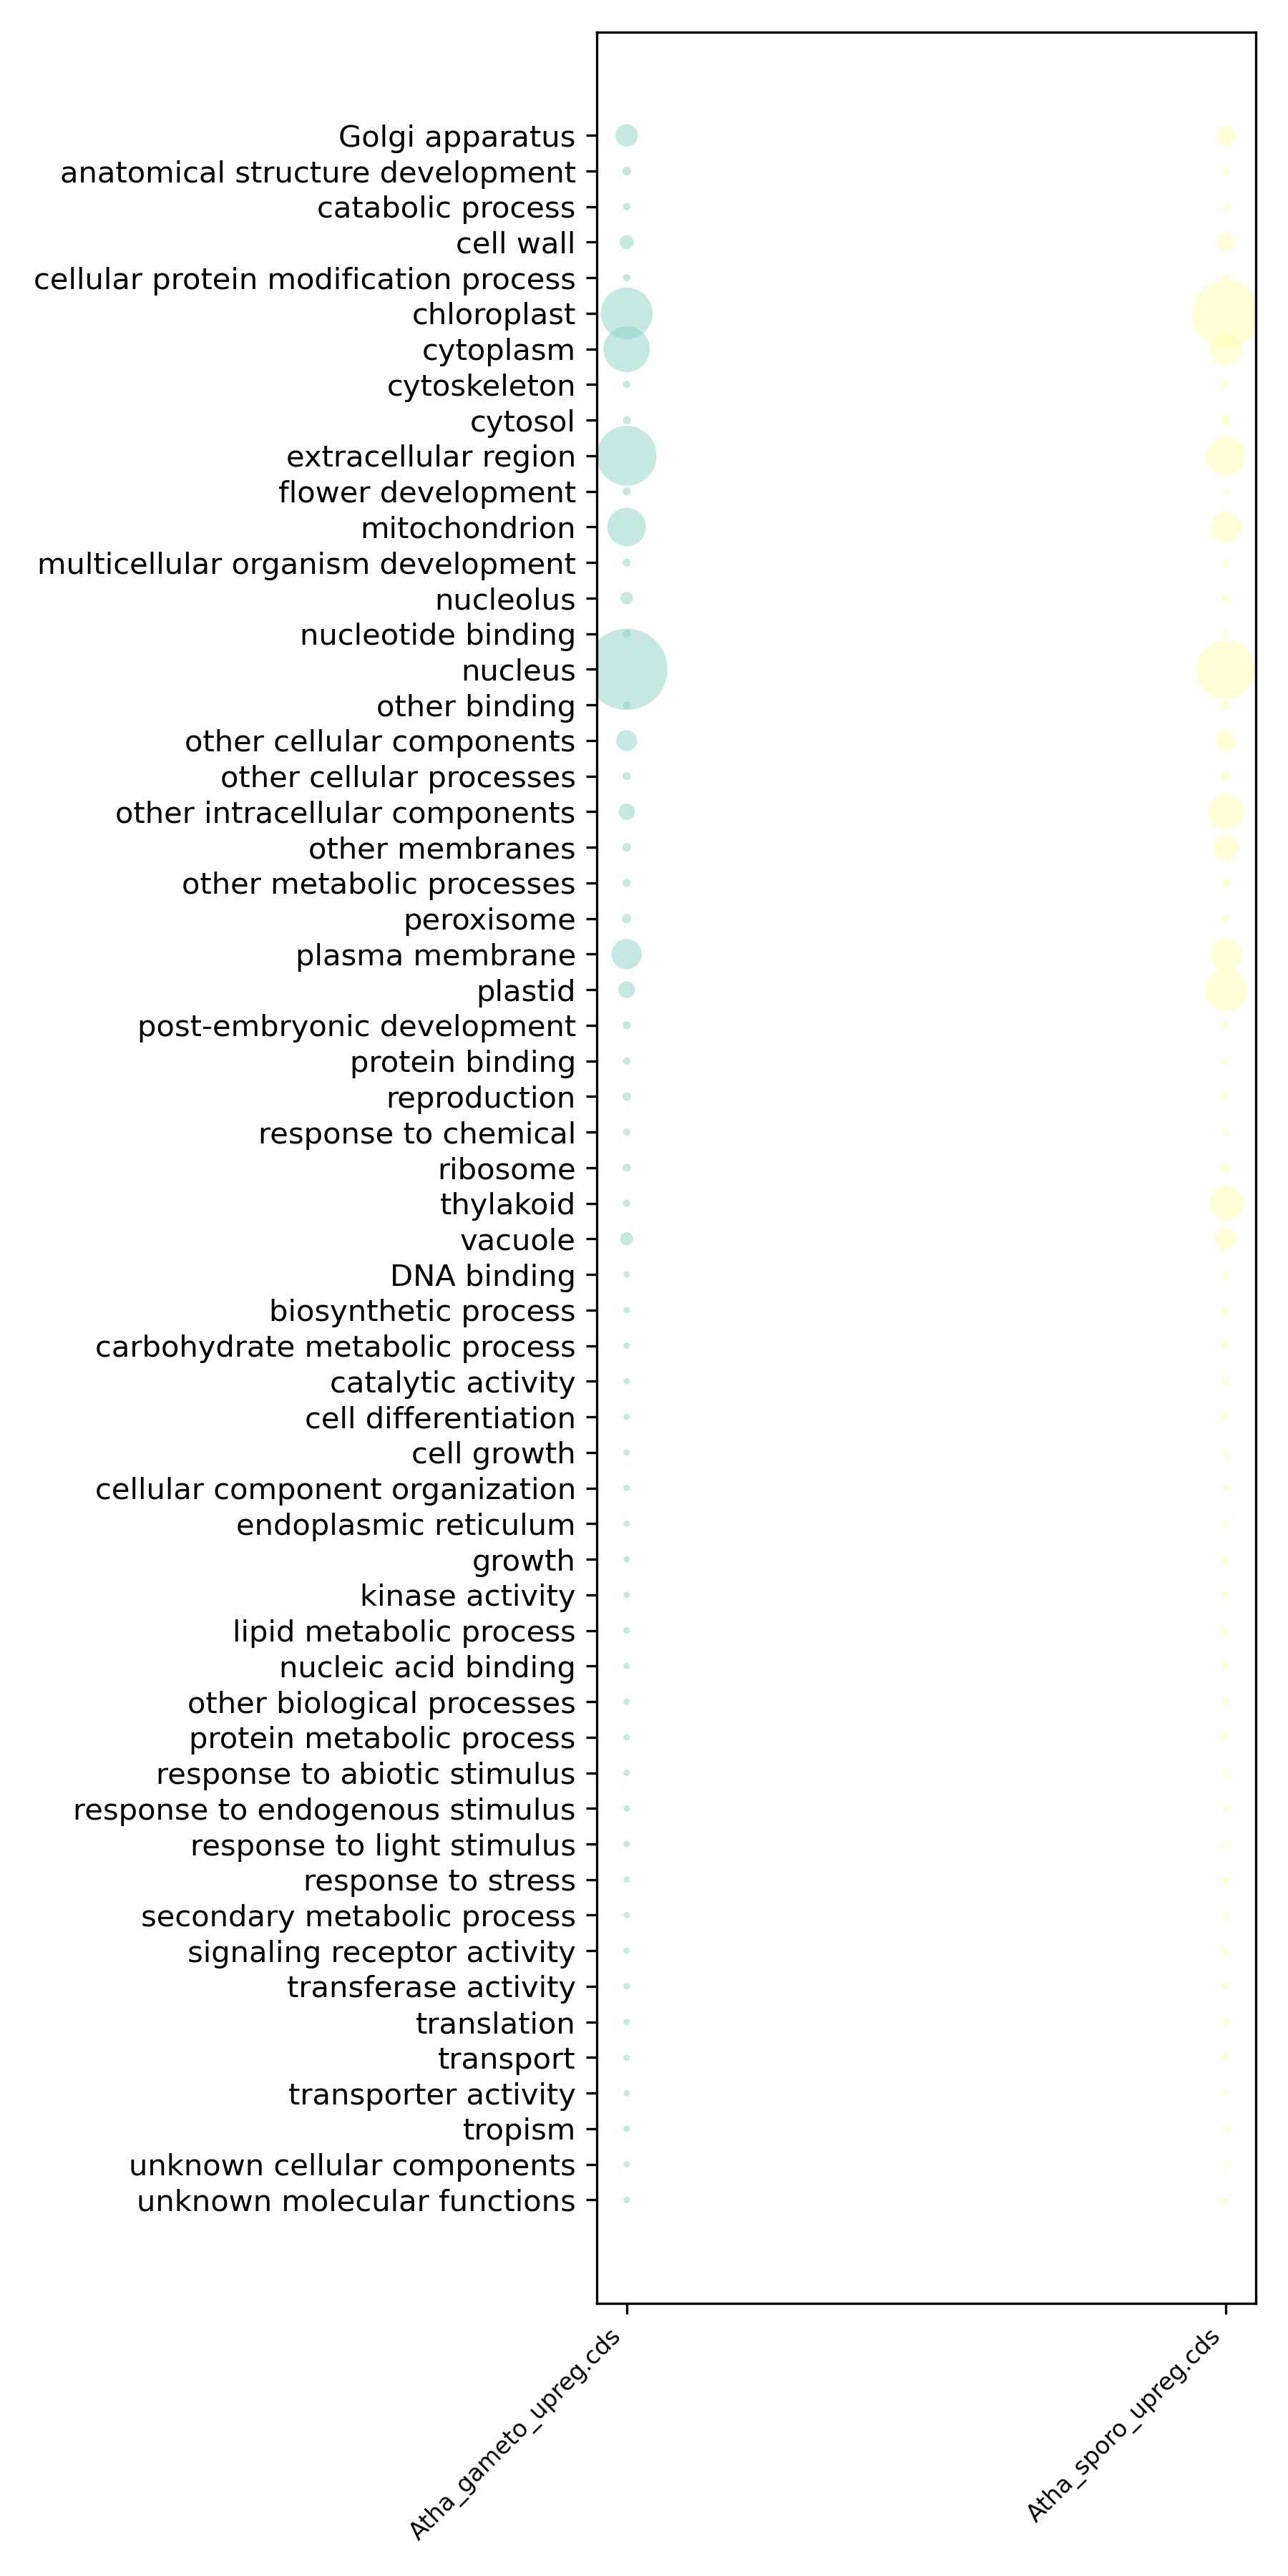 Golgi apparatus
anatomical structure development
catabolic process
cell wall
cellular protein modification process
chloroplast
cytoplasm
cytoskeleton
cytosol
extracellular region
flower development
mitochondrion
multicellular organism development
nucleolus
nucleotide binding
nucleus
other binding
other cellular components
other cellular processes
other intracellular components
other membranes
other metabolic processes
peroxisome
plasma membrane
plastid
post-embryonic development
protein binding
reproduction
response to chemical
ribosome
thylakoid
vacuole
DNA binding
biosynthetic process
carbohydrate metabolic process
catalytic activity
cell differentiation
cell growth
cellular component organization
endoplasmic reticulum
growth
kinase activity
lipid metabolic process
nucleic acid binding
other biological processes
protein metabolic process
response to abiotic stimulus
response to endogenous stimulus
response to light stimulus
response to stress
secondary metabolic process
signaling receptor activity
transferase activity
translation
transport
transporter activity
tropism
unknown cellular components
unknown molecular functions
Atha_gameto_upreg.cds
Atha_sporo_upreg.cds